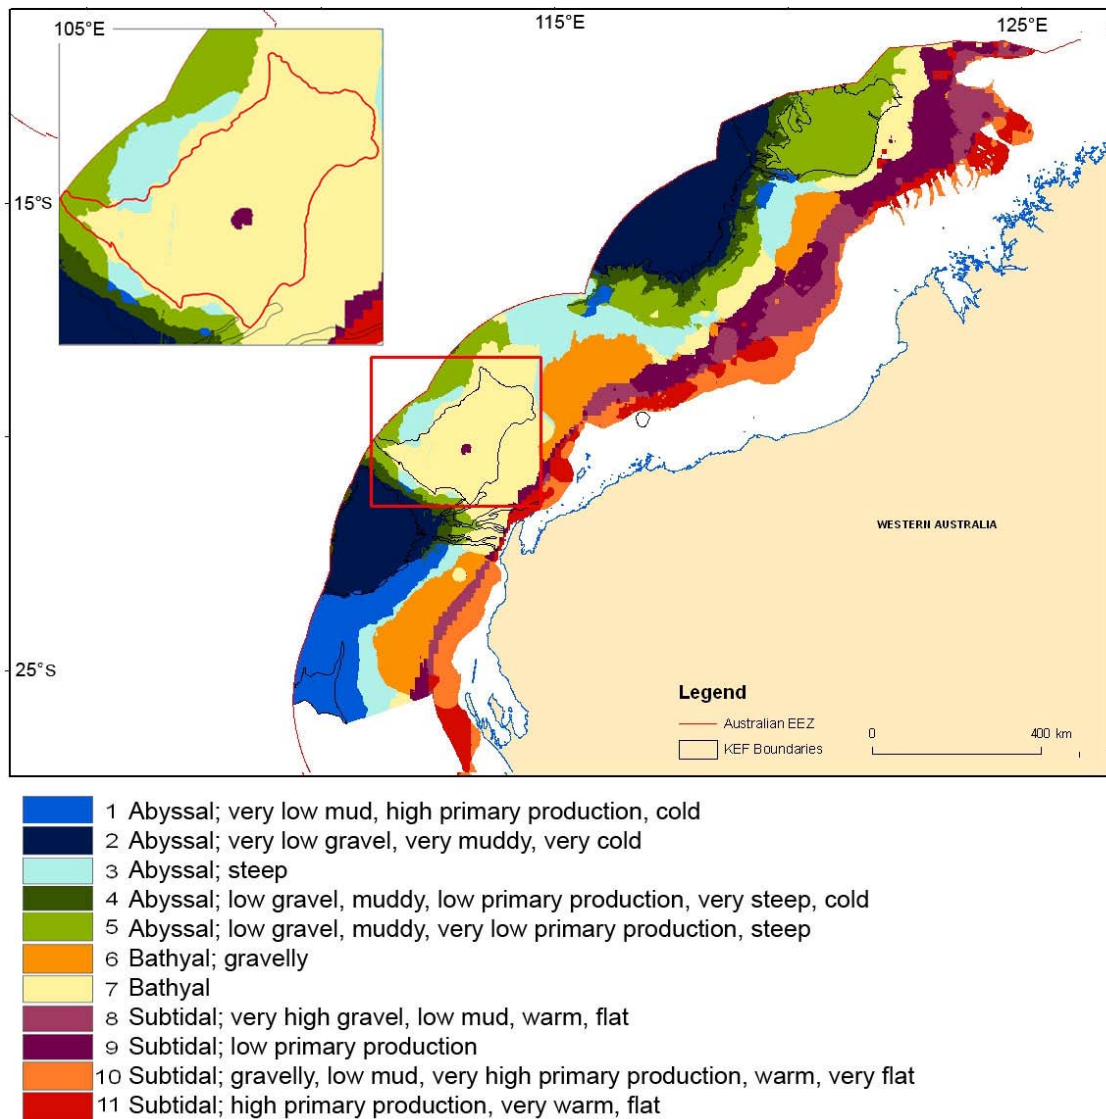 105°E
115°E
125°E
15°S
25°S
WESTERN AUSTRALIA
Legend
Australian EEZ
KEF Boundaries
0 400 km
1 Abyssal; very low mud, high primary production, cold
2 Abyssal; very low gravel, very muddy, very cold
3 Abyssal; steep
4 Abyssal; low gravel, muddy, low primary production, very steep, cold
5 Abyssal; low gravel, muddy, very low primary production, steep
6 Bathyal; gravelly
7 Bathyal
8 Subtidal; very high gravel, low mud, warm, flat
9 Subtidal; low primary production
10 Subtidal; gravelly, low mud, very high primary production, warm, very flat
11 Subtidal; high primary production, very warm, flat